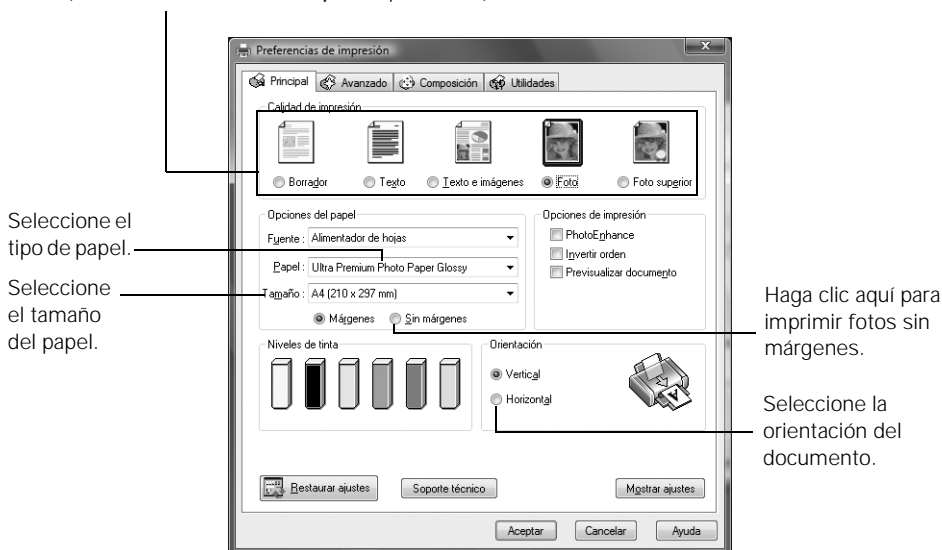 Preferencias de impresión
Principal Avanzado Composición Utilidades
Calidad de impresión
Borrador Texto Texto e imágenes Foto Foto superior
Seleccione el
tipo de papel.
Opciones del papel
Fuente : Alimentador de hojas
Papel : Ultra Premium Photo Paper Glossy
Tamaño : A4 (210 x 297 mm)
Márgenes Sin márgenes
Opciones de impresión
PhotoEnhance
Invertir orden
Previsualizar documento
Seleccione
el tamaño
del papel.
Haga clic aquí para
imprimir fotos sin
márgenes.
Niveles de tinta
Orientación
Vertical
Horizontal
Seleccione la
orientación del
documento.
Restaurar ajustes Soporte técnico Mostrar ajustes
Aceptar Cancelar Ayuda